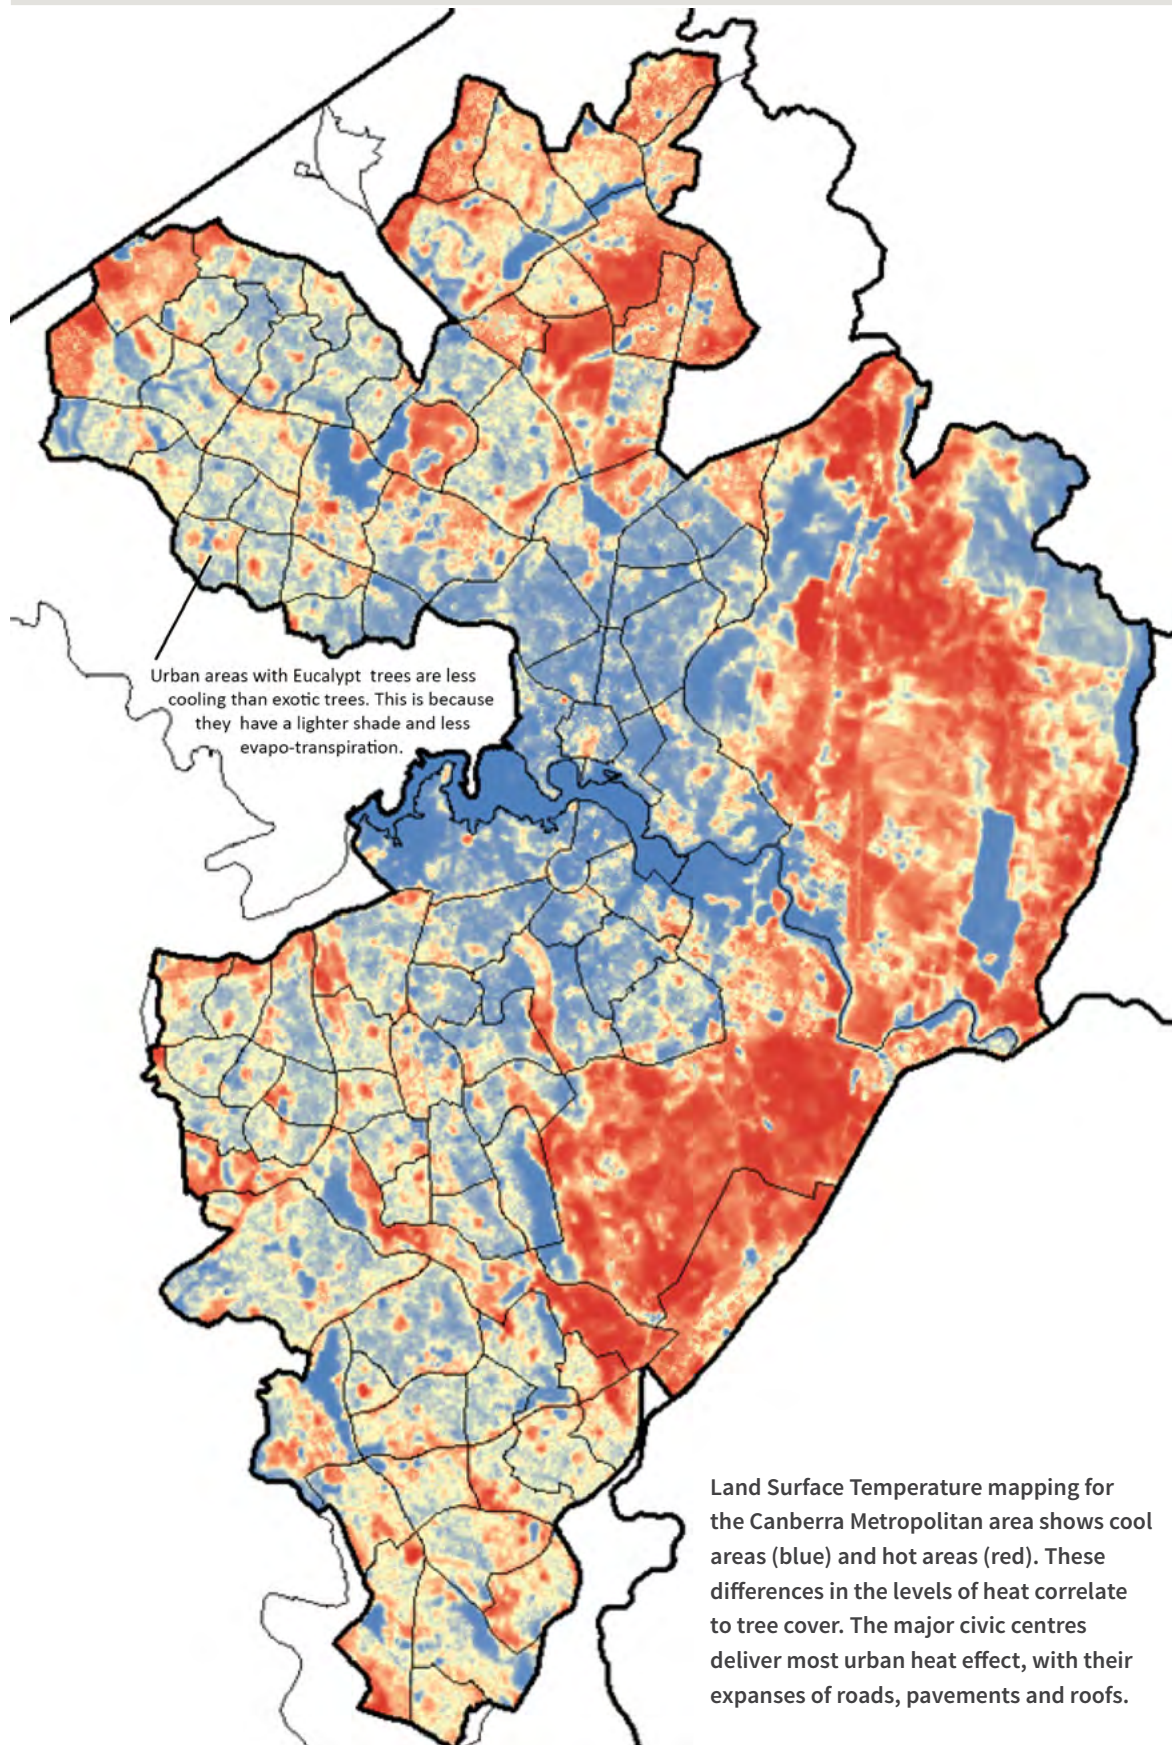 Urban areas with Eucalypt trees are less
cooling than exotic trees. This is because
they have a lighter shade and less
evapo-transpiration.
Land Surface Temperature mapping for
the Canberra Metropolitan area shows cool
areas (blue) and hot areas (red). These
differences in the levels of heat correlate
to tree cover. The major civic centres
deliver most urban heat effect, with their
expanses of roads, pavements and roofs.